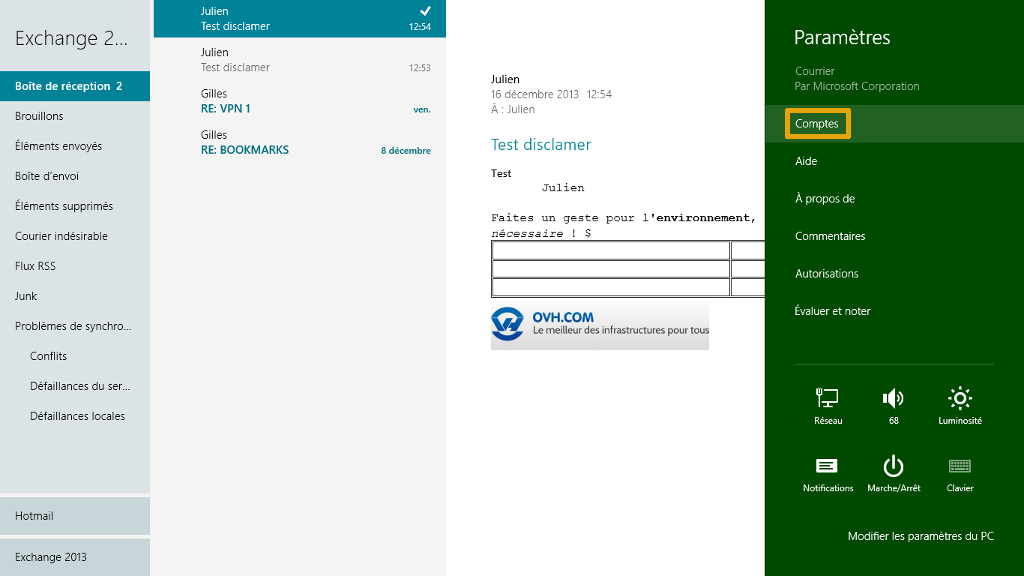 Exchange 2...
Boîte de réception 2
Brouillons
Éléments envoyés
Boîte d'envoi
Éléments supprimés
Courier indésirable
Flux RSS
Junk
Problèmes de synchro...
Conflits
Défaillances du ser...
Défaillances locales
Hotmail
Exchange 2013
Julien
Test disclamer 12:54
Julien
Test disclamer 12:53
Gilles
RE: VPN 1 ven.
Gilles
RE: BOOKMARKS 8 décembre
Julien
16 décembre 2013 12:54
À : Julien
Test disclamer
Test
Julien
Faites un geste pour l'environnement,
nécessaire ! $
OVH.COM
Le meilleur des infrastructures pour tous
Paramètres
Courrier
Par Microsoft Corporation
Comptes
Aide
À propos de
Commentaires
Autorisations
Évaluer et noter
Réseau 68 Luminosité
Notifications Marche/Arrêt Clavier
Modifier les paramètres du PC